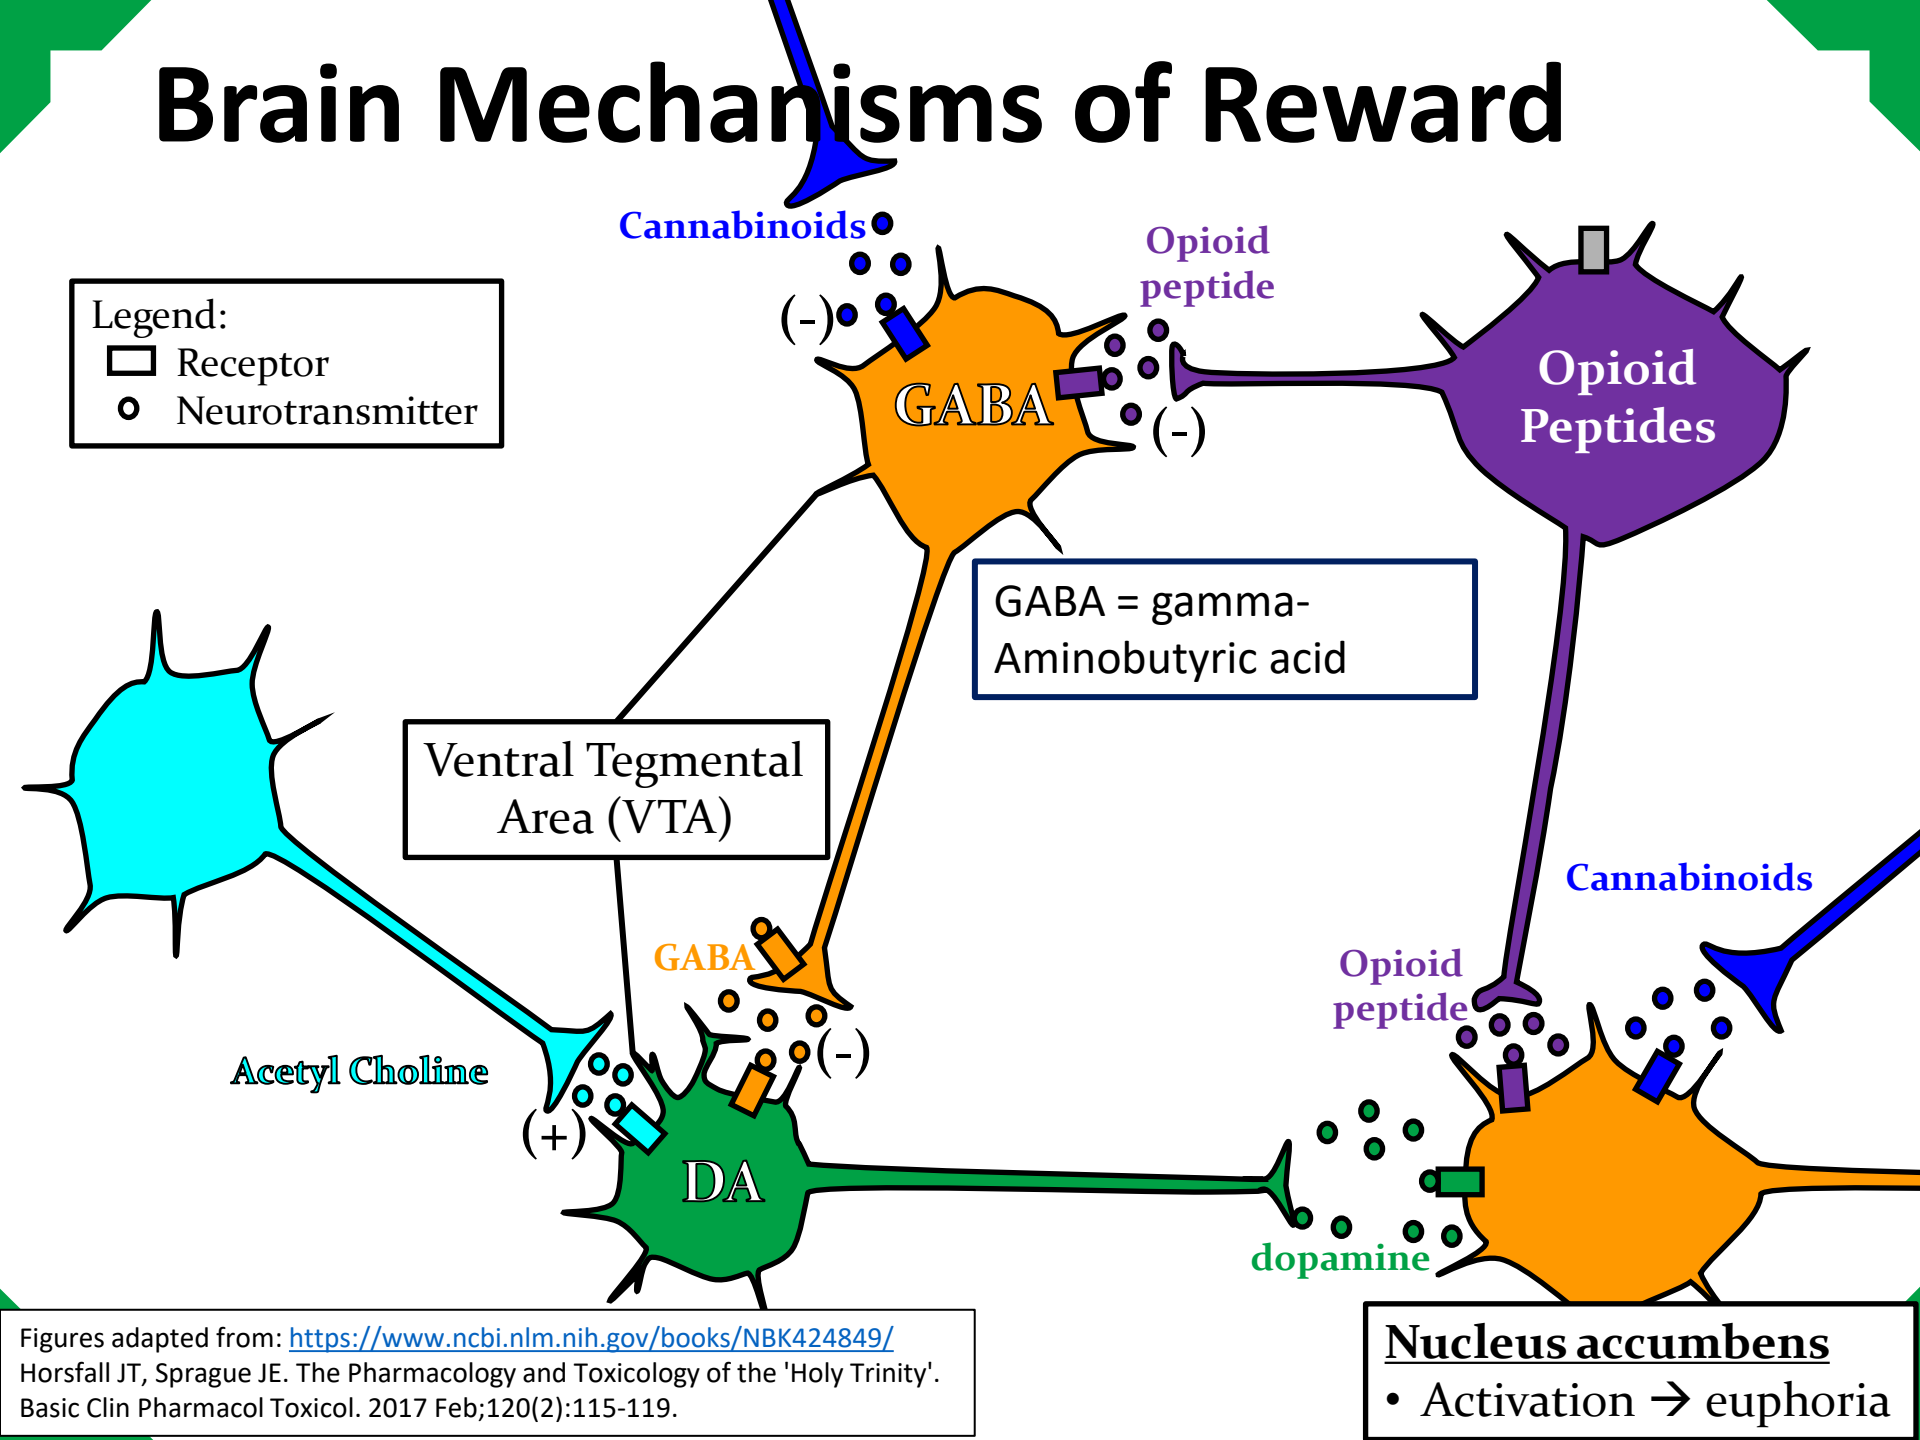 Brain Mechanisms of Reward
Cannabinoids
Opioid
peptide
Legend:
Receptor
Neurotransmitter
(-)
GABA
(-)
Opioid
Peptides
GABA = gamma-
Aminobutyric acid
Ventral Tegmental
Area (VTA)
Cannabinoids
GABA
Opioid
peptide
(-)
Acetyl Choline
(+)
DA
dopamine
Figures adapted from: https://www.ncbi.nlm.nih.gov/books/NBK424849/
Horsfall JT, Sprague JE. The Pharmacology and Toxicology of the 'Holy Trinity'.
Basic Clin Pharmacol Toxicol. 2017 Feb;120(2):115-119.
Nucleus accumbens
• Activation → euphoria